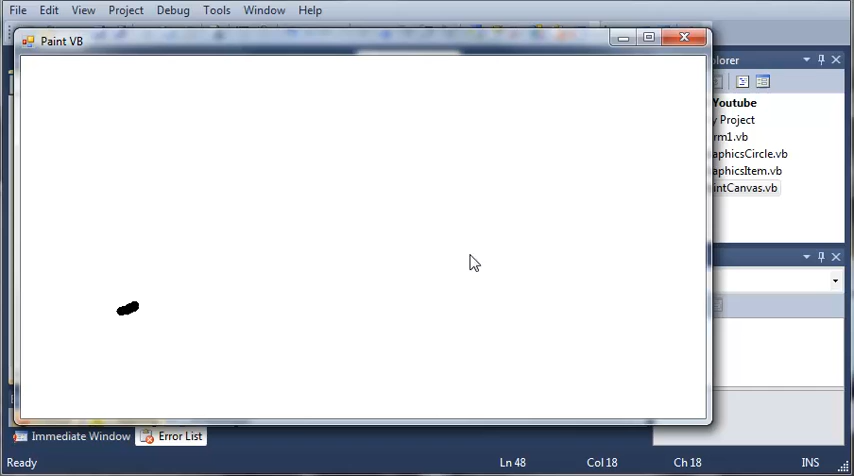 File Edit View Project Debug Tools Window Help
Paint VB
plorer
Youtube
y Project
rm1.vb
aphicsCircle.vb
aphicsItem.vb
intCanvas.vb
Immediate Window Error List
Ready Ln 48 Col 18 Ch 18 INS